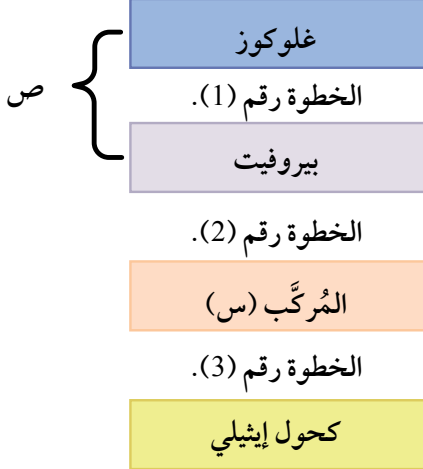 غلوكوز
الخطوة رقم (1).
ص
بيروفيت
الخطوة رقم (2).
المُركَّب (س)
الخطوة رقم (3).
كحول إيثيلي